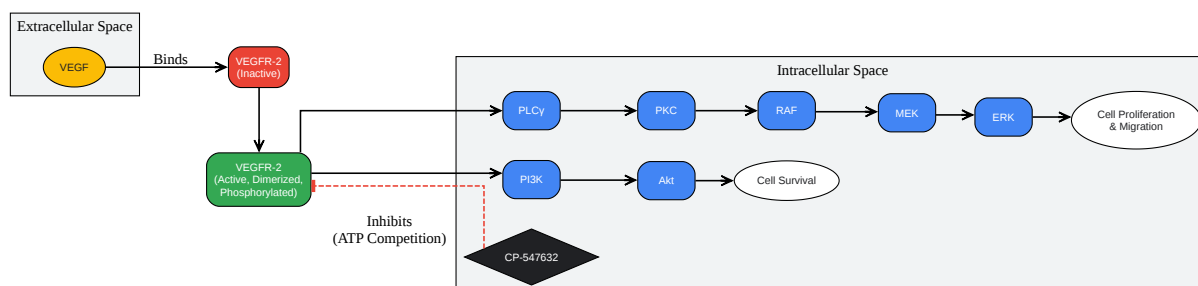 Extracellular Space
VEGF
Binds
VEGFR-2
(Inactive)
VEGFR-2
(Active, Dimerized,
Phosphorylated)
Intracellular Space
PLCγ
PKC
RAF
MEK
ERK
Cell Proliferation
& Migration
PI3K
Akt
Cell Survival
Inhibits
(ATP Competition)
CP-547632